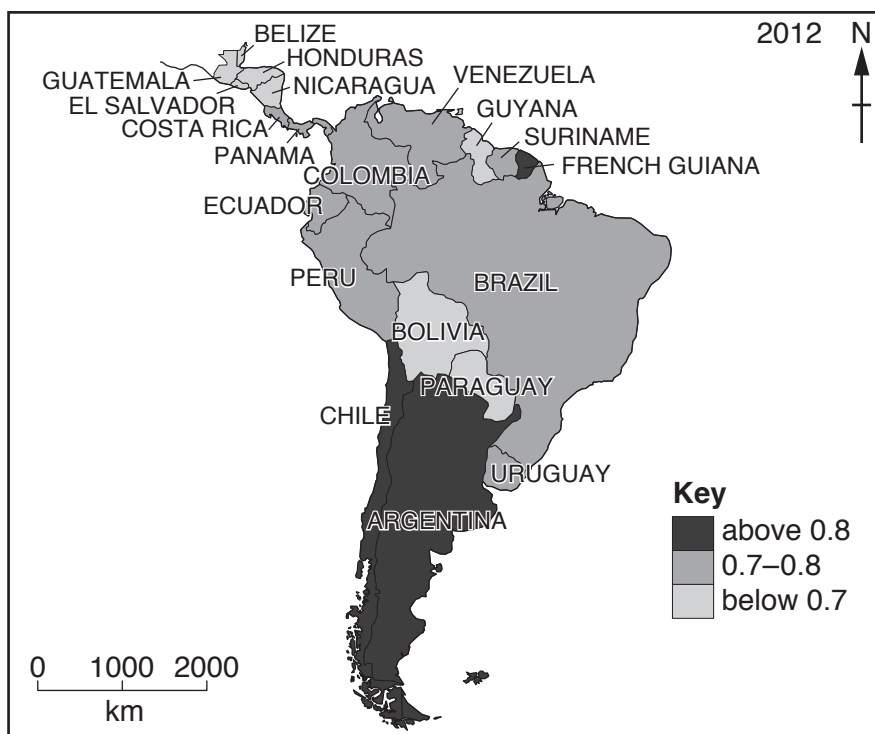 2012 N
BELIZE
HONDURAS
GUATEMALA
NICARAGUA
VENEZUELA
EL SALVADOR
GUYANA
COSTA RICA
SURINAME
PANAMA
FRENCH GUIANA
COLOMBIA
ECUADOR
PERU
BRAZIL
BOLIVIA
PARAGUAY
CHILE
URUGUAY
ARGENTINA
Key
above 0.8
0.7–0.8
below 0.7
0 1000 2000
km